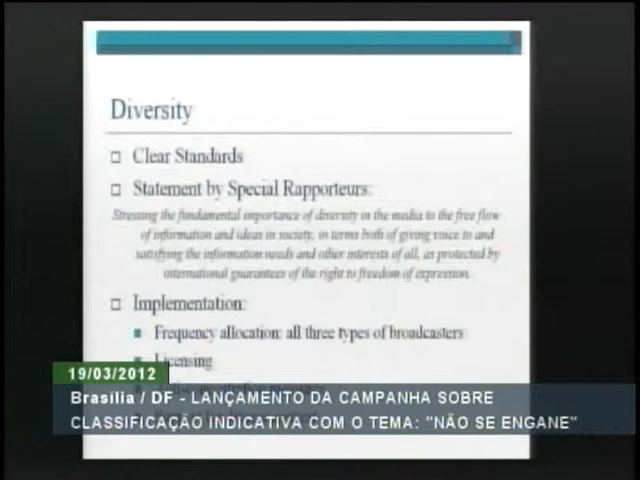 Diversity
Clear Standards
Statement by Special Rapporteurs:
Stressing the fundamental importance of diversity in the media to the free flow
of information and ideas in society, in terms both of giving voice to and
satisfying the information needs and other interests of all, as protected by
international guarantees of the right to freedom of expression.
Implementation:
Frequency allocation: all three types of broadcasters
Licensing
19/03/2012
Brasília / DF - LANÇAMENTO DA CAMPANHA SOBRE
CLASSIFICAÇÃO INDICATIVA COM O TEMA: "NÃO SE ENGANE"